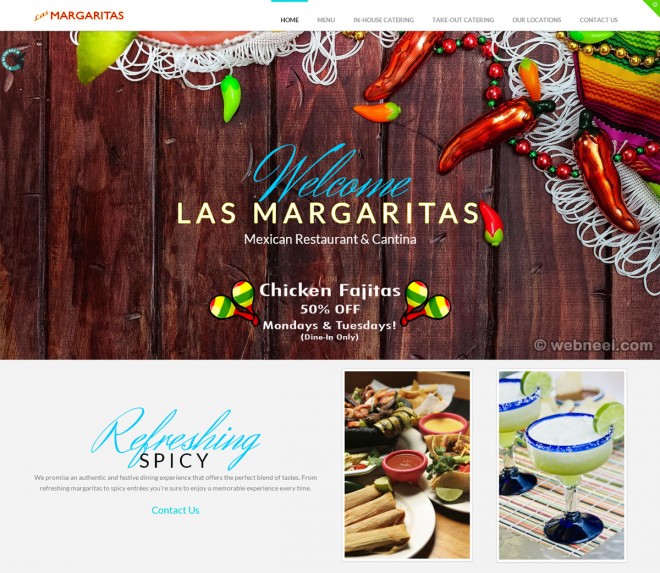 Las MARGARITAS
HOME MENU IN-HOUSE CATERING TAKE-OUT CATERING OUR LOCATIONS CONTACT US
Welcome
LAS MARGARITAS
Mexican Restaurant & Cantina
Chicken Fajitas
50% OFF
Mondays & Tuesdays!
(Dine-In Only)
© webneel.com
Refreshing
SPICY
We promise an authentic and festive dining experience that offers the perfect blend of tastes. From
refreshing margaritas to spicy entrées you're sure to enjoy a memorable experience every time.
Contact Us